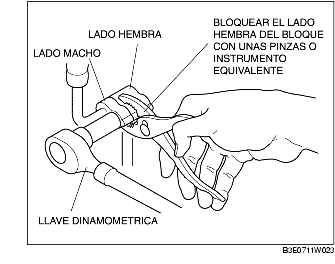 BLOQUEAR EL LADO
HEMBRA DEL BLOQUE
CON UNAS PINZAS O
INSTRUMENTO
EQUIVALENTE
LADO HEMBRA
LADO MACHO
LLAVE DINAMOMETRICA
B3E0711W023